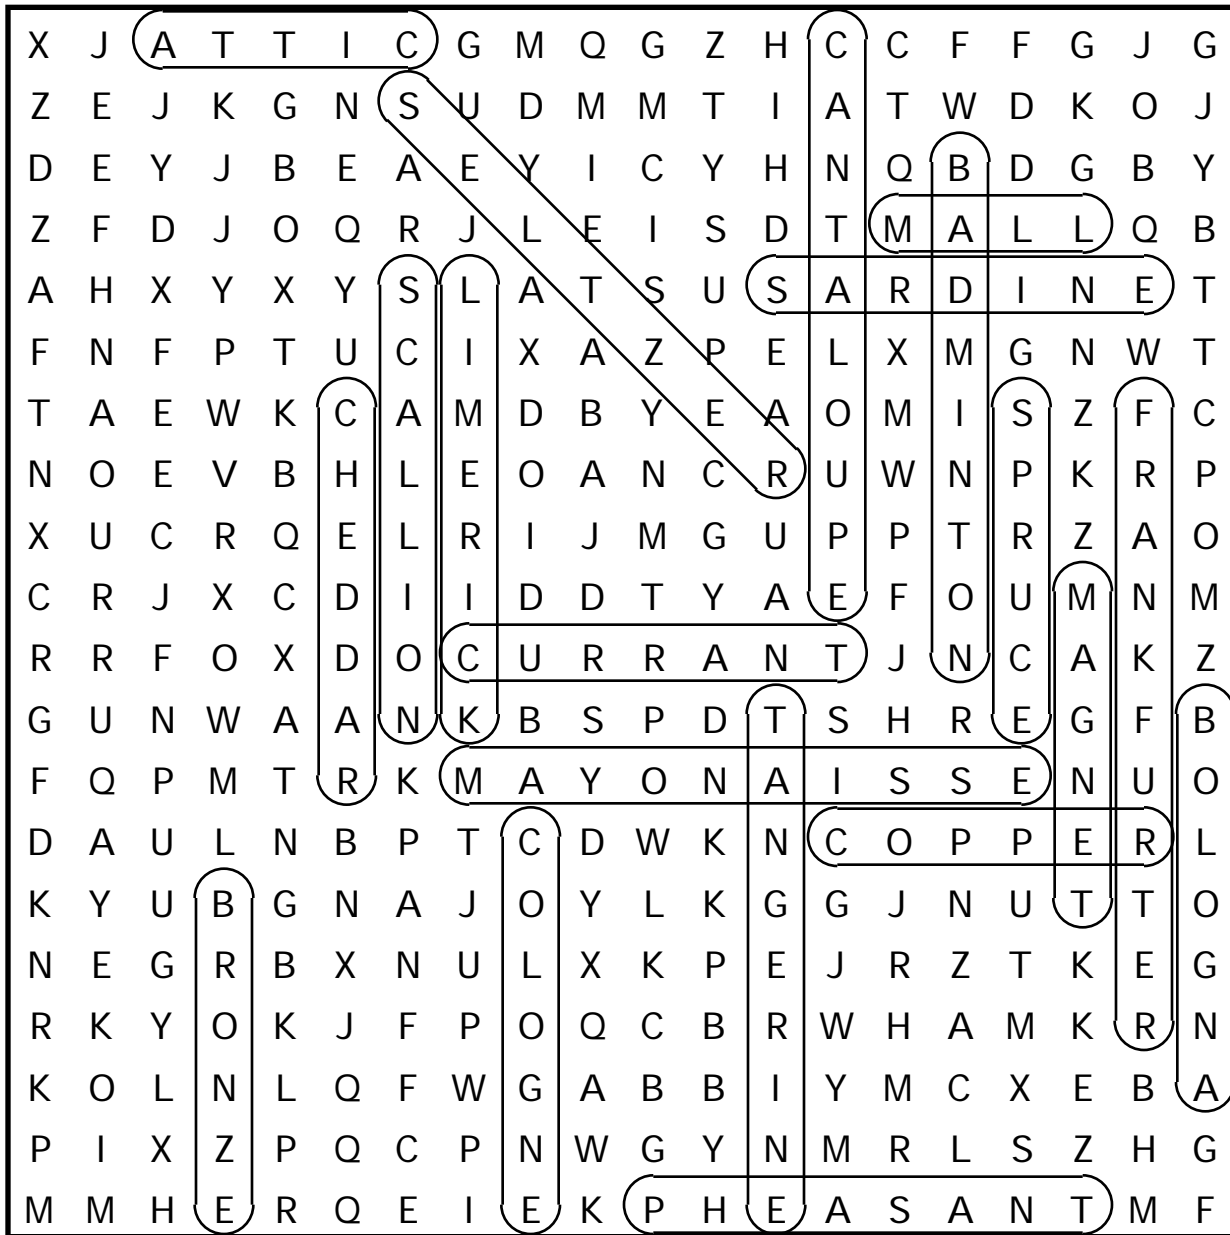 X J A T T I C G M Q G Z H C C F F G J G
Z E J K G N S U D M M T I A T W D K O J
D E Y J B E A E Y I C Y H N Q B D G B Y
Z F D J O Q R J L E I S D T M A L L Q B
A H X Y X Y S L A T S U S A R D I N E T
F N F P T U C I X A Z P E L X M G N W T
T A E W K C A M D B Y E A O M I S Z F C
N O E V B H L E O A N C R U W N P K R P
X U C R Q E L R I J M G U P P T R Z A O
C R J X C D I I D D T Y A E F O U M N M
R R F O X D O C U R R A N T J N C A K Z
G U N W A A N K B S P D T S H R E G F B
F Q P M T R K M A Y O N A I S S E N U O
D A U L N B P T C D W K N C O P P E R L
K Y U B G N A J O Y L K G G J N U T T O
N E G R B X N U L X K P E J R Z T K E G
R K Y O K J F P O Q C B R W H A M K R N
K O L N L Q F W G A B B I Y M C X E B A
P I X Z P Q C P N W G Y N M R L S Z H G
M M H E R Q E I E K P H E A S A N T M F